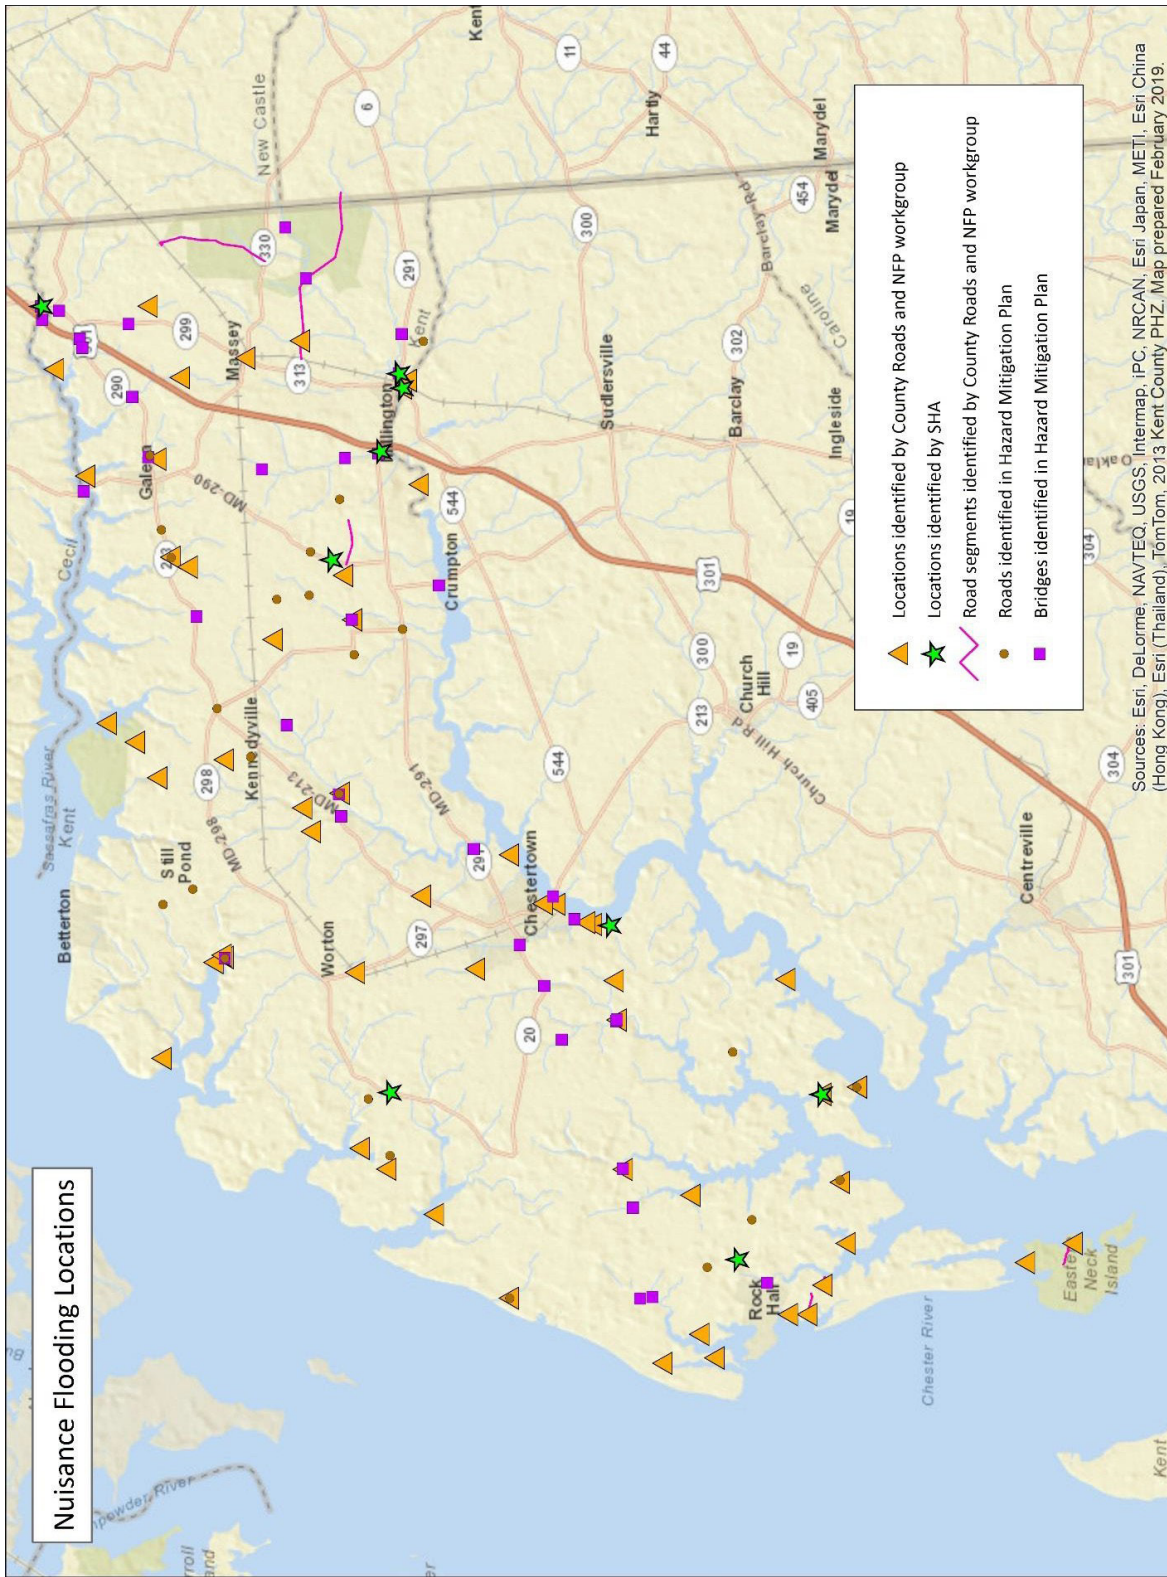 Nuisance Flooding Locations
Betterton
Sassafras River
Kent
Cecil
Still
Pond
Galena
290
301
299
MD-290
213
298
MD-298
Kennedyville
MD-213
Massey
330
313
New Castle
6
Kent
11
44
Hartly
Worton
297
MD-291
291
Millington
291
Kent
Chestertown
20
544
Crumpton
544
Sudlersville
300
Marydel
Marydel
454
Barclay Rd
302
Barclay
Caroline
Ingleside
300
213
Church
Hill
19
405
Church Hill Rd
301
19
304
Rock
Hall
Chester River
Eastern
Neck
Island
Centreville
301
304
Kent
Locations identified by County Roads and NFP workgroup
Locations identified by SHA
Road segments identified by County Roads and NFP workgroup
Roads identified in Hazard Mitigation Plan
Bridges identified in Hazard Mitigation Plan
Sources: Esri, DeLorme, NAVTEQ, USGS, Intermap, iPC, NRCAN, Esri Japan, METI, Esri China
(Hong Kong), Esri (Thailand), TomTom, 2013 Kent County PHZ. Map prepared February 2019.